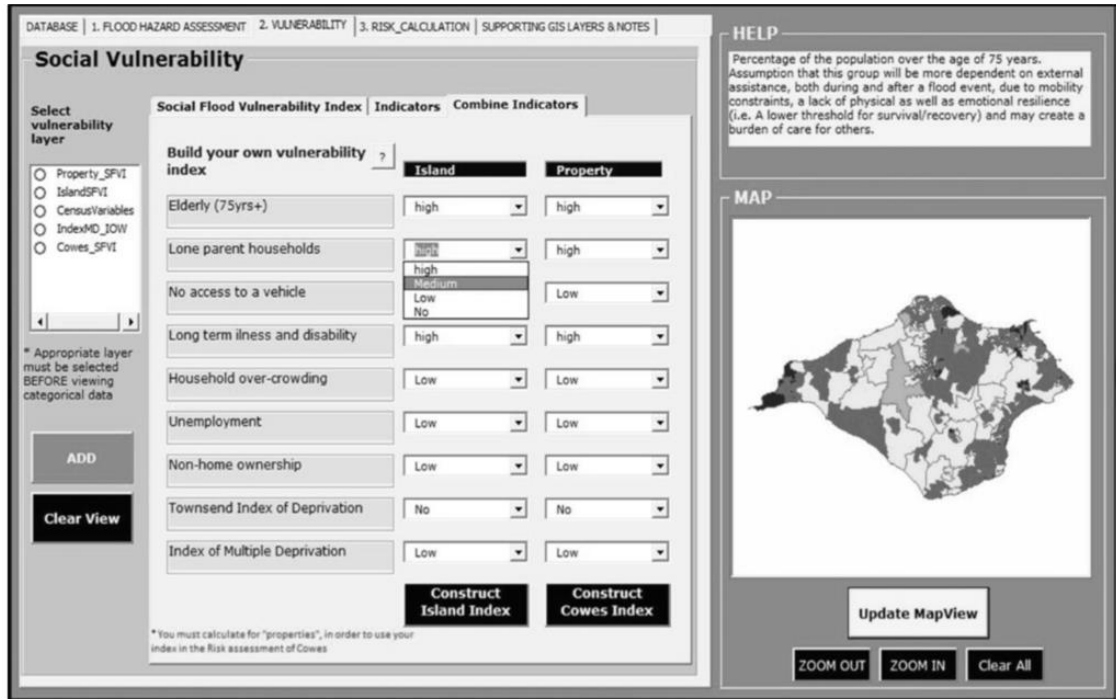 DATABASE | 1. FLOOD HAZARD ASSESSMENT | 2. VULNERABILITY | 3. RISK_CALCULATION | SUPPORTING GIS LAYERS & NOTES |
Social Vulnerability
Select
vulnerability
layer
Property_SFVI
IslandSFVI
CensusVariables
IndexMD_IOW
Cowes_SFVI
* Appropriate layer
must be selected
BEFORE viewing
categorical data
ADD
Clear View
Social Flood Vulnerability Index | Indicators | Combine Indicators
Build your own vulnerability
index
?
Island Property
Elderly (75yrs+) high high
Lone parent households high high
high
Medium
Low
No
No access to a vehicle Low
Long term ilness and disability high high
Household over-crowding Low Low
Unemployment Low Low
Non-home ownership Low Low
Townsend Index of Deprivation No No
Index of Multiple Deprivation Low Low
Construct
Island Index
Construct
Cowes Index
* You must calculate for "properties", in order to use your
index in the Risk assessment of Cowes
HELP
Percentage of the population over the age of 75 years.
Assumption that this group will be more dependent on external
assistance, both during and after a flood event, due to mobility
constraints, a lack of physical as well as emotional resilience
(i.e. A lower threshold for survival/recovery) and may create a
burden of care for others.
MAP
Update MapView
ZOOM OUT ZOOM IN Clear All